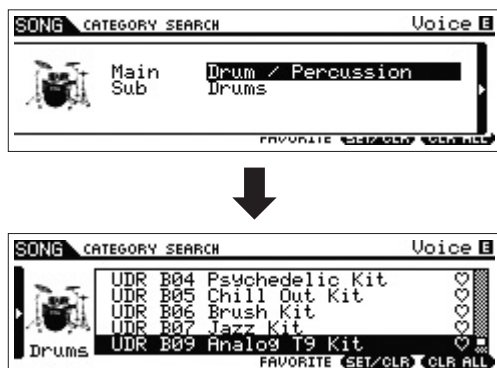 SONG CATEGORY SEARCH Voice E
Main Drum / Percussion
Sub Drums
FAVORITE SET/CLR CLR ALL
SONG CATEGORY SEARCH Voice E
UDR B04 Psychedelic Kit
UDR B05 Chill Out Kit
UDR B06 Brush Kit
UDR B07 Jazz Kit
UDR B09 Analog T9 Kit
Drums
FAVORITE SET/CLR CLR ALL